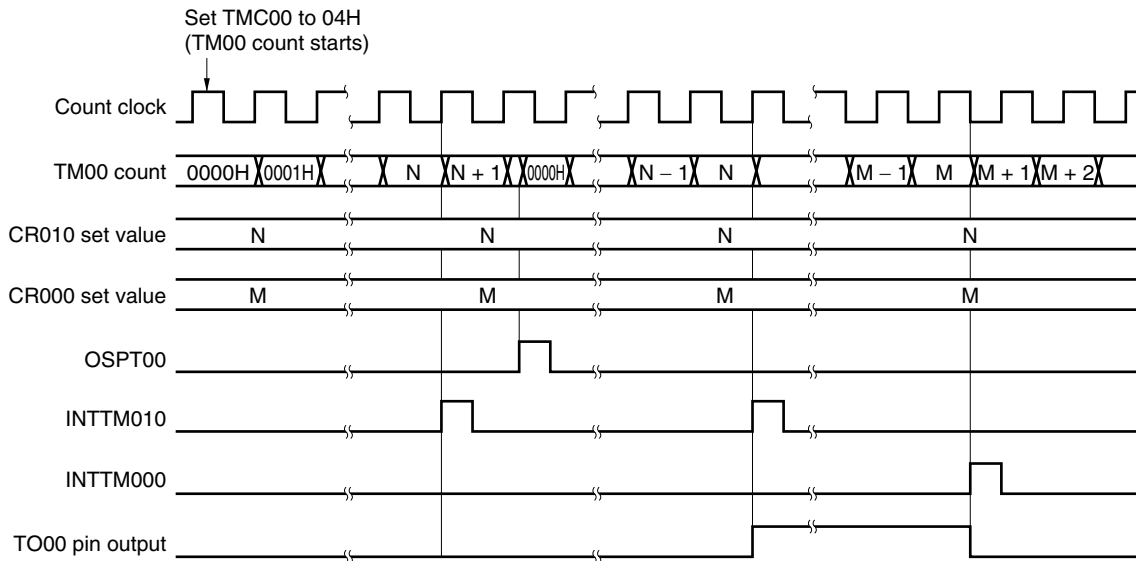 Set TMC00 to 04H
(TM00 count starts)
Count clock
TM00 count 0000H 0001H N N + 1 0000H N − 1 N M − 1 M M + 1 M + 2
CR010 set value N N N N
CR000 set value M M M M
OSPT00
INTTM010
INTTM000
TO00 pin output